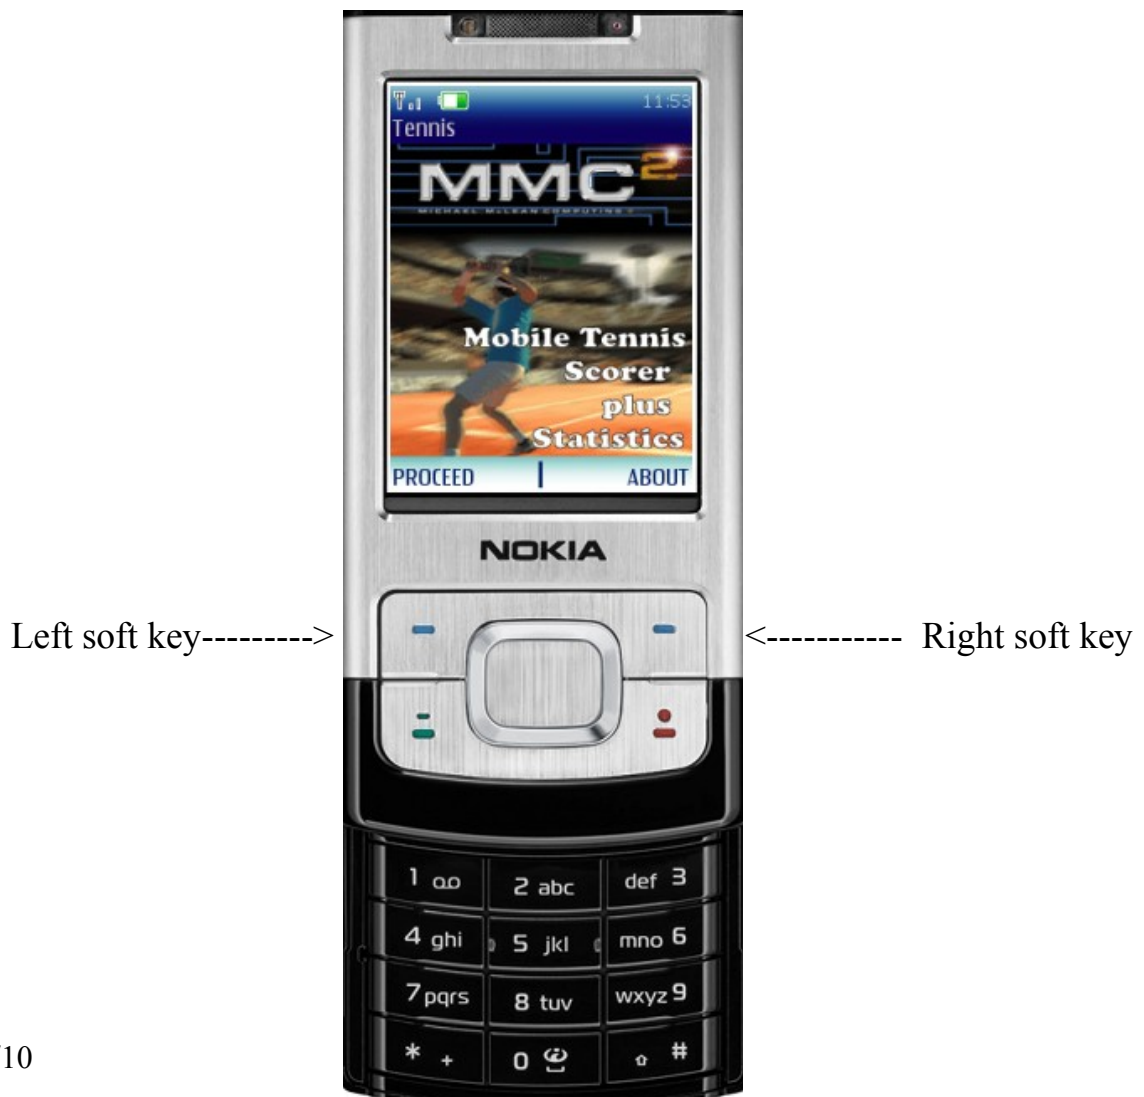 11:53
Tennis
MMC2
MICHAEL McLEAN COMPUTING
Mobile Tennis
Scorer
plus
Statistics
PROCEED ABOUT
NOKIA
Left soft key---------> <----------- Right soft key
1 2 abc def 3
4 ghi 5 jkl mno 6
7 pqrs 8 tuv wxyz 9
* + 0 #
/10